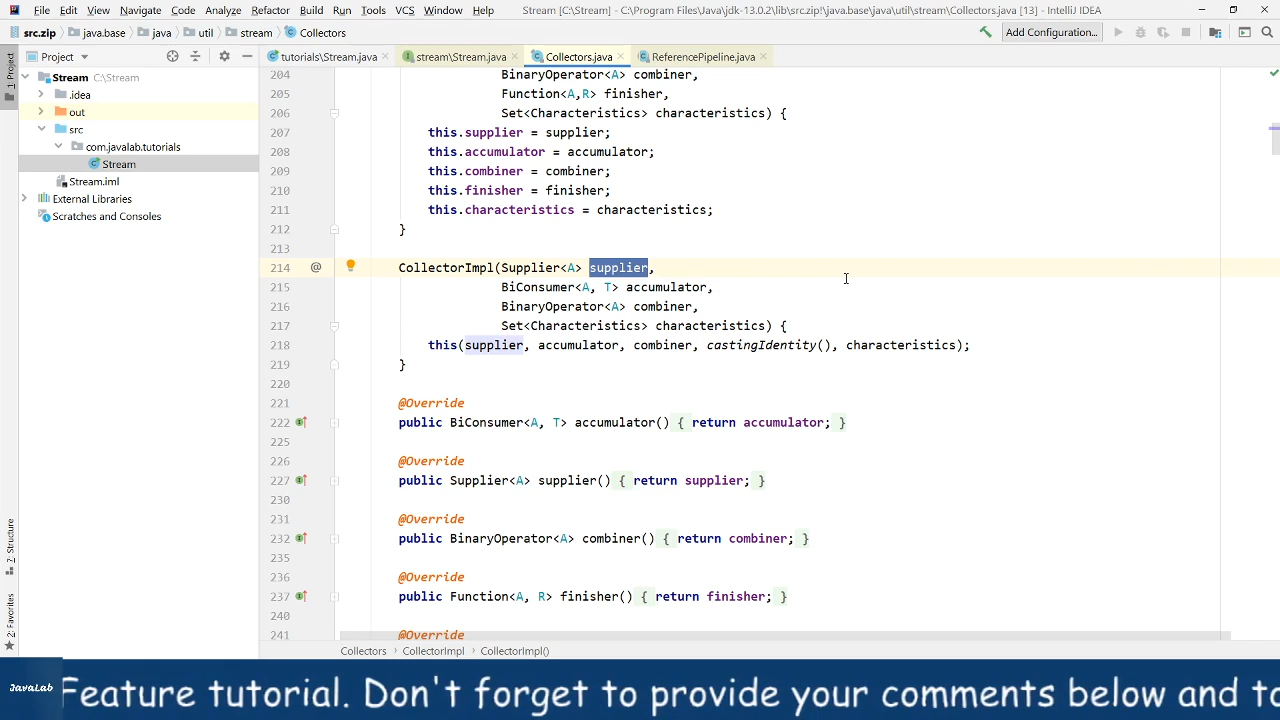 File Edit View Navigate Code Analyze Refactor Build Run Tools VCS Window Help Stream [C:\Stream] - C:\Program Files\Java\jdk-13.0.2\lib\src.zip!\java.base\java\util\stream\Collectors.java [13] - IntelliJ IDEA
src.zip java.base java util stream Collectors Add Configuration...
Project tutorials\Stream.java stream\Stream.java Collectors.java ReferencePipeline.java
1: Project
Stream C:\Stream
.idea
out
src
com.javalab.tutorials
Stream
Stream.iml
External Libraries
Scratches and Consoles
7: Structure
2: Favorites
204 BinaryOperator<A> combiner,
205 Function<A,R> finisher,
206 Set<Characteristics> characteristics) {
207 this.supplier = supplier;
208 this.accumulator = accumulator;
209 this.combiner = combiner;
210 this.finisher = finisher;
211 this.characteristics = characteristics;
212 }
213
214 @ CollectorImpl(Supplier<A> supplier,
215 BiConsumer<A, T> accumulator,
216 BinaryOperator<A> combiner,
217 Set<Characteristics> characteristics) {
218 this(supplier, accumulator, combiner, castingIdentity(), characteristics);
219 }
220
221 @Override
222 public BiConsumer<A, T> accumulator() { return accumulator; }
225
226 @Override
227 public Supplier<A> supplier() { return supplier; }
230
231 @Override
232 public BinaryOperator<A> combiner() { return combiner; }
235
236 @Override
237 public Function<A, R> finisher() { return finisher; }
240
241 @Override
Collectors CollectorImpl CollectorImpl()
JavaLab Feature tutorial. Don't forget to provide your comments below and to